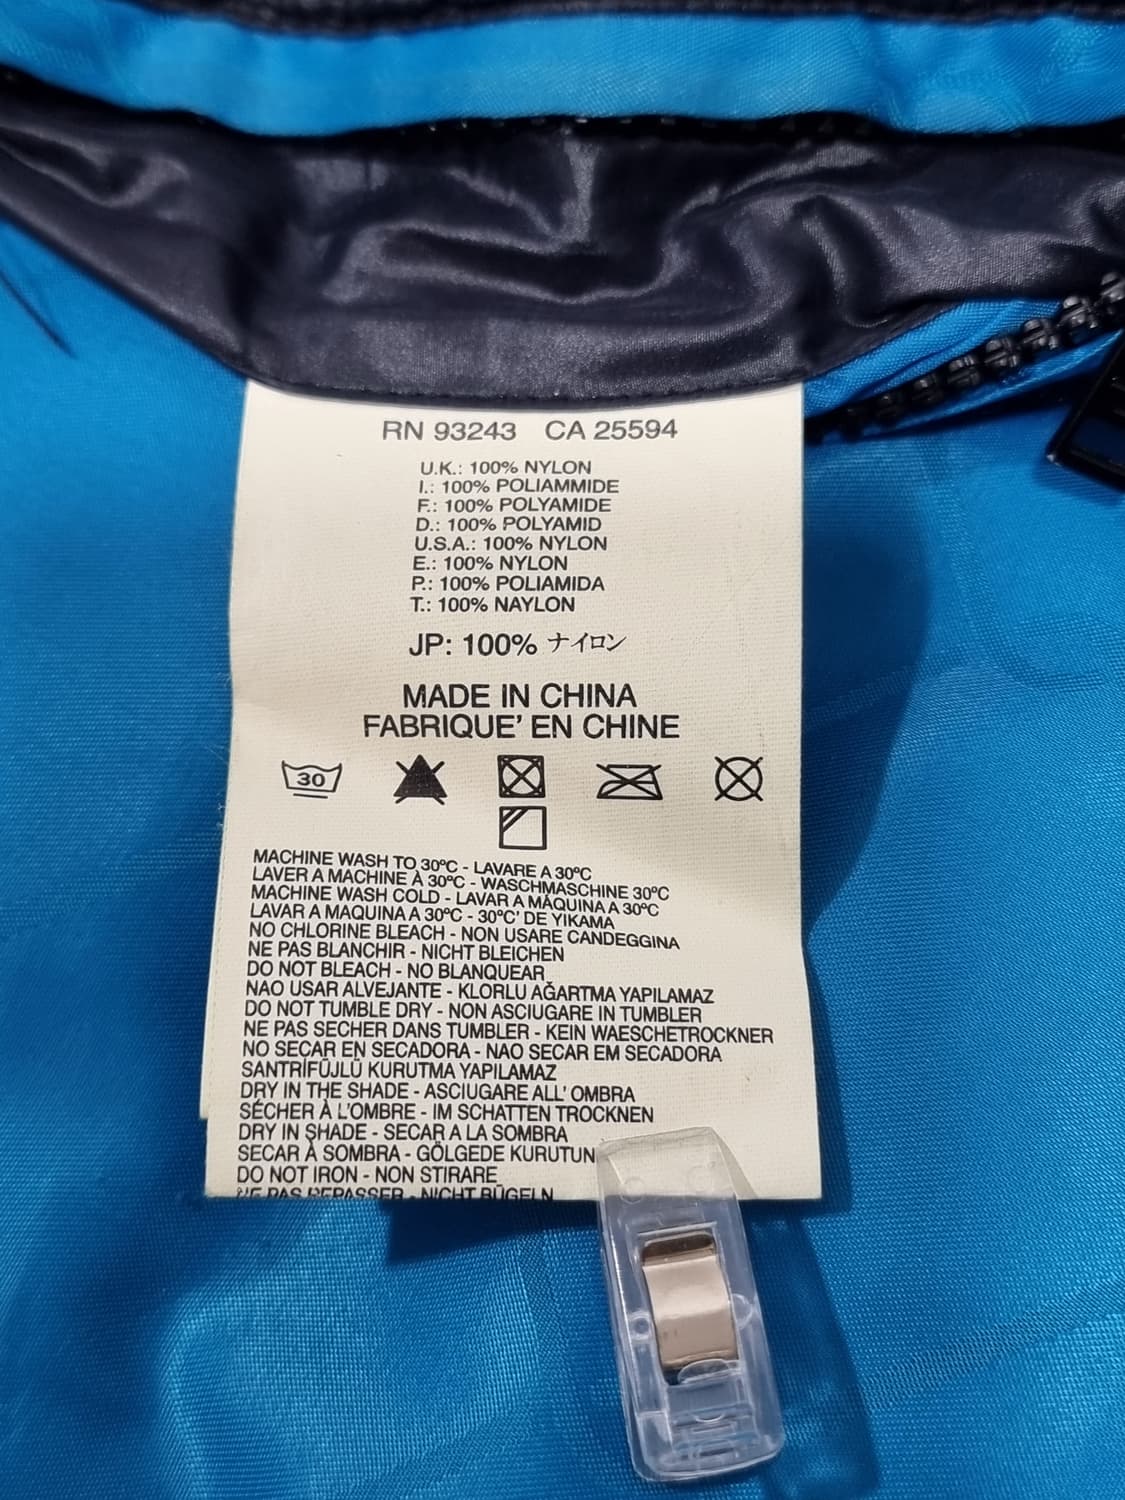 RN 93243 CA 25594
U.K.: 100% NYLON
I.: 100% POLIAMMIDE
F.: 100% POLYAMIDE
D.: 100% POLYAMID
U.S.A.: 100% NYLON
E.: 100% NYLON
P.: 100% POLIAMIDA
T.: 100% NAYLON
JP: 100% ナイロン
MADE IN CHINA
FABRIQUE' EN CHINE
30
MACHINE WASH TO 30ºC - LAVARE A 30ºC
LAVER A MACHINE À 30ºC - WASCHMASCHINE 30ºC
MACHINE WASH COLD - LAVAR A MÁQUINA A 30ºC
LAVAR A MAQUINA A 30ºC - 30ºC' DE YIKAMA
NO CHLORINE BLEACH - NON USARE CANDEGGINA
NE PAS BLANCHIR - NICHT BLEICHEN
DO NOT BLEACH - NO BLANQUEAR
NAO USAR ALVEJANTE - KLORLU AĞARTMA YAPILAMAZ
DO NOT TUMBLE DRY - NON ASCIUGARE IN TUMBLER
NE PAS SECHER DANS TUMBLER - KEIN WAESCHETROCKNER
NO SECAR EN SECADORA - NAO SECAR EM SECADORA
SANTRİFÜJLÜ KURUTMA YAPILAMAZ
DRY IN THE SHADE - ASCIUGARE ALL' OMBRA
SÉCHER À L'OMBRE - IM SCHATTEN TROCKNEN
DRY IN SHADE - SECAR A LA SOMBRA
SECAR À SOMBRA - GÖLGEDE KURUTUN
DO NOT IRON - NON STIRARE
NE PAS REPASSER - NICHT BÜGELN